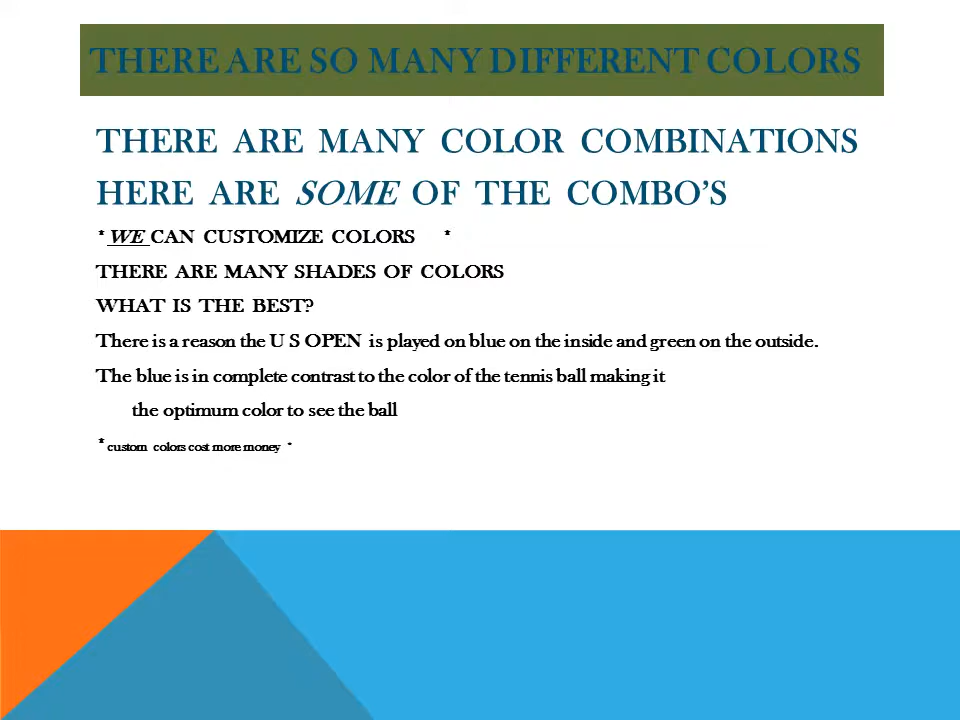 THERE ARE SO MANY DIFFERENT COLORS
THERE ARE MANY COLOR COMBINATIONS
HERE ARE SOME OF THE COMBO’S
* WE CAN CUSTOMIZE COLORS *
THERE ARE MANY SHADES OF COLORS
WHAT IS THE BEST?
There is a reason the U S OPEN is played on blue on the inside and green on the outside.
The blue is in complete contrast to the color of the tennis ball making it
the optimum color to see the ball
* custom colors cost more money *